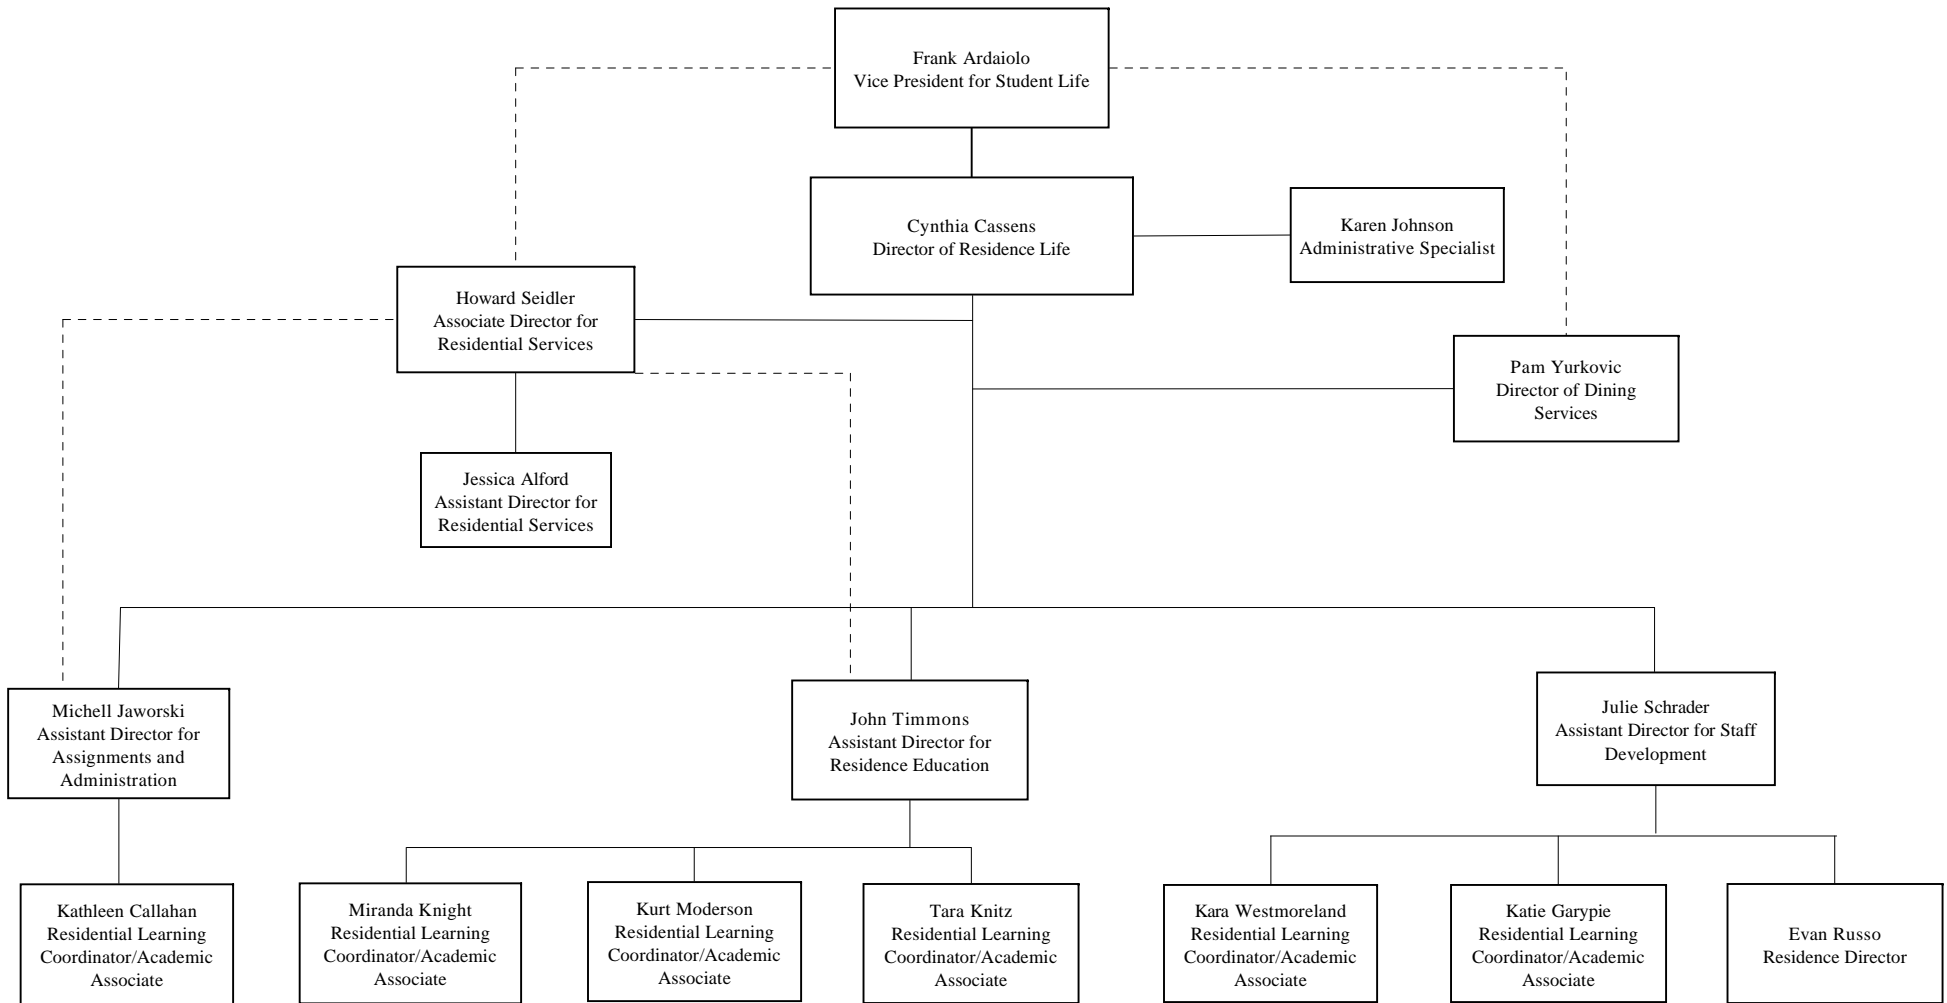 Frank Ardaiolo
Vice President for Student Life
Cynthia Cassens
Director of Residence Life
Karen Johnson
Administrative Specialist
Howard Seidler
Associate Director for
Residential Services
Pam Yurkovic
Director of Dining
Services
Jessica Alford
Assistant Director for
Residential Services
Michell Jaworski
Assistant Director for
Assignments and
Administration
John Timmons
Assistant Director for
Residence Education
Julie Schrader
Assistant Director for Staff
Development
Kathleen Callahan
Residential Learning
Coordinator/Academic
Associate
Miranda Knight
Residential Learning
Coordinator/Academic
Associate
Kurt Moderson
Residential Learning
Coordinator/Academic
Associate
Tara Knitz
Residential Learning
Coordinator/Academic
Associate
Kara Westmoreland
Residential Learning
Coordinator/Academic
Associate
Katie Garypie
Residential Learning
Coordinator/Academic
Associate
Evan Russo
Residence Director